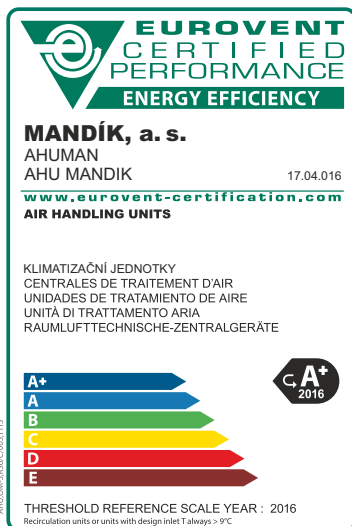 EUROVENT
CERTIFIED
PERFORMANCE
ENERGY EFFICIENCY
MANDÍK, a. s.
AHUMAN
AHU MANDIK 17.04.016
www.eurovent-certification.com
AIR HANDLING UNITS
KLIMATIZAČNÍ JEDNOTKY
CENTRALES DE TRAITEMENT D'AIR
UNIDADES DE TRATAMIENTO DE AIRE
UNITÀ DI TRATTAMENTO ARIA
RAUMLUFTTECHNISCHE-ZENTRALGERÄTE
A+
A
B
C
D
E
A+
2016
THRESHOLD REFERENCE SCALE YEAR : 2016
Recirculation units or units with design inlet T always > 9°C